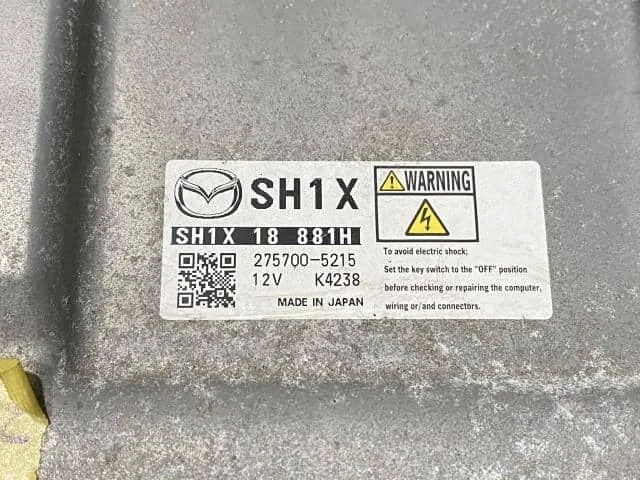 SH1X
SH1X 18 881H
275700-5215
12V K4238
MADE IN JAPAN
WARNING
To avoid electric shock;
Set the key switch to the "OFF" position
before checking or repairing the computer,
wiring or/and connectors.